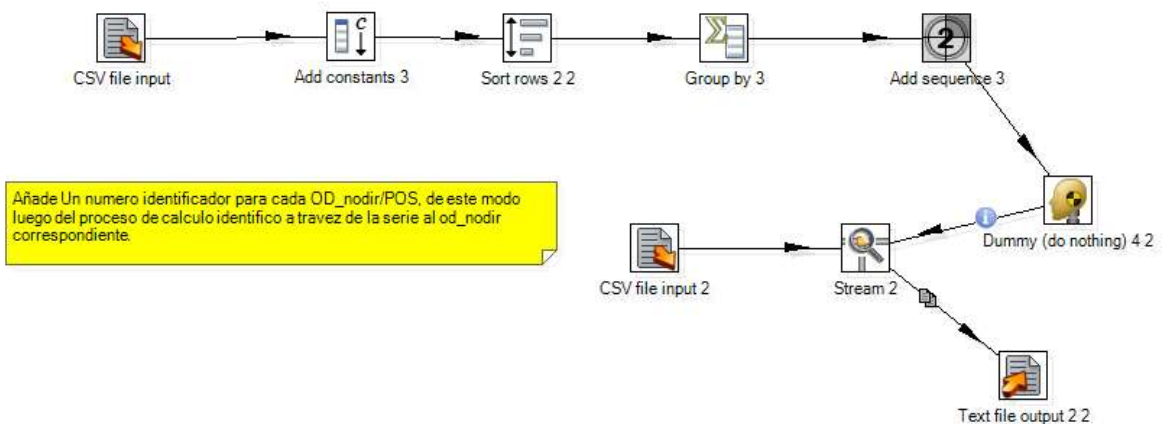 c
2
CSV file input
Add constants 3
Sort rows 2 2
Group by 3
Add sequence 3
Añade Un numero identificador para cada OD_nodir/POS, de este modo
luego del proceso de calculo identifico a travez de la serie al od_nodir
correspondiente.
i
Dummy (do nothing) 4 2
CSV file input 2
Stream 2
Text file output 2 2